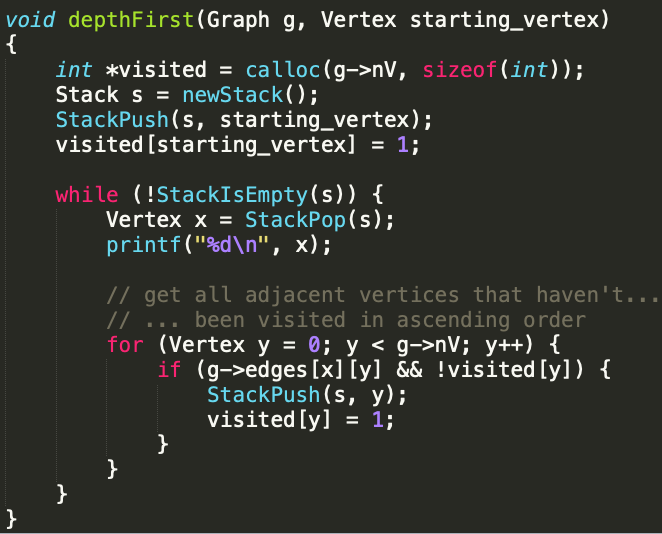 void depthFirst(Graph g, Vertex starting_vertex)
{
    int *visited = calloc(g->nV, sizeof(int));
    Stack s = newStack();
    StackPush(s, starting_vertex);
    visited[starting_vertex] = 1;

    while (!StackIsEmpty(s)) {
        Vertex x = StackPop(s);
        printf("%d\n", x);

        // get all adjacent vertices that haven't...
        // ... been visited in ascending order
        for (Vertex y = 0; y < g->nV; y++) {
            if (g->edges[x][y] && !visited[y]) {
                StackPush(s, y);
                visited[y] = 1;
            }
        }
    }
}